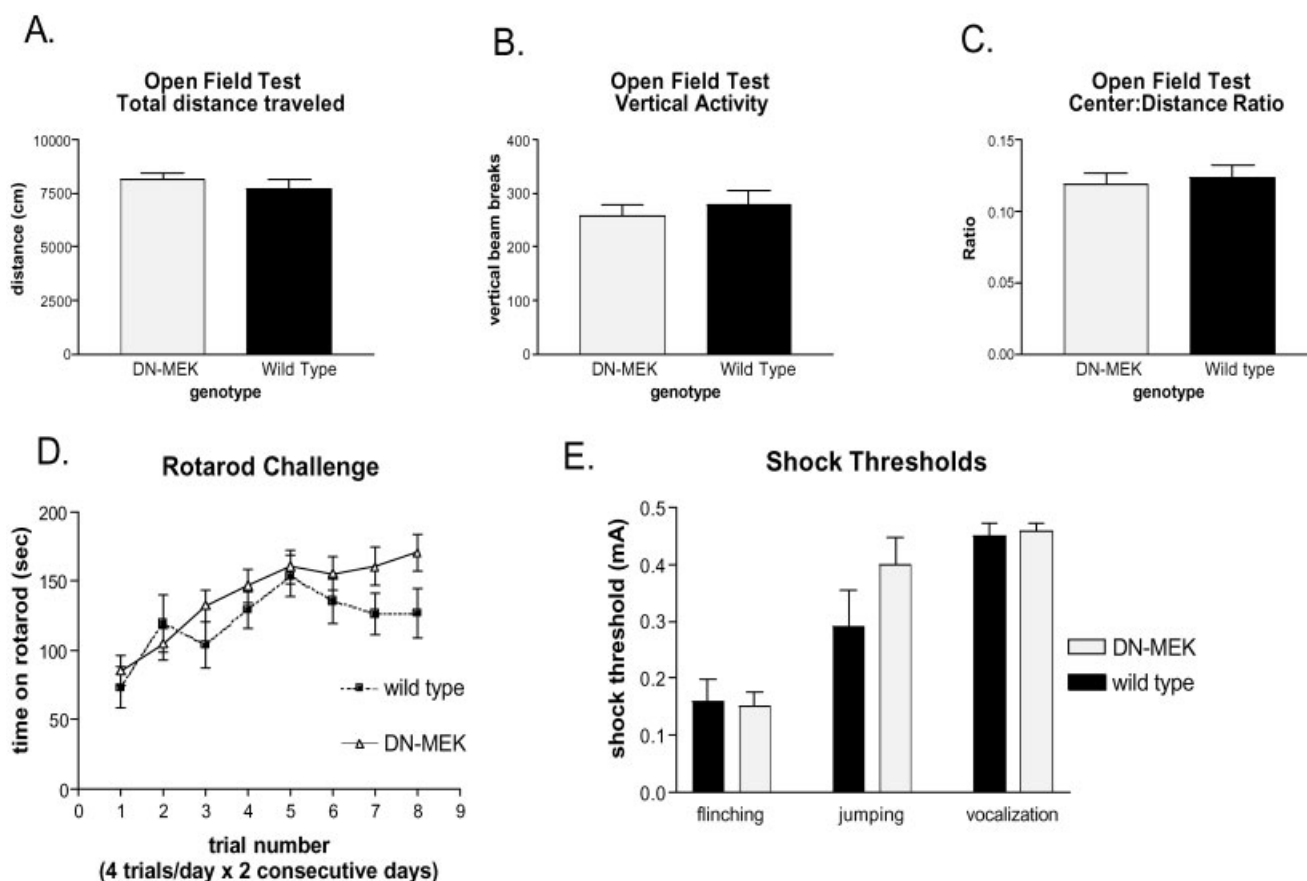 A.
Open Field Test
Total distance traveled
10000
7500
5000
2500
0
distance (cm)
DN-MEK
Wild Type
genotype
B.
Open Field Test
Vertical Activity
400
300
200
100
0
vertical beam breaks
DN-MEK
Wild Type
genotype
C.
Open Field Test
Center:Distance Ratio
0.15
0.10
0.05
0.00
Ratio
DN-MEK
Wild type
genotype
D.
Rotarod Challenge
200
150
100
50
0
time on rotarod (sec)
wild type
DN-MEK
0 1 2 3 4 5 6 7 8 9
trial number
(4 trials/day x 2 consecutive days)
E.
Shock Thresholds
0.5
0.4
0.3
0.2
0.1
0.0
shock threshold (mA)
flinching
jumping
vocalization
DN-MEK
wild type